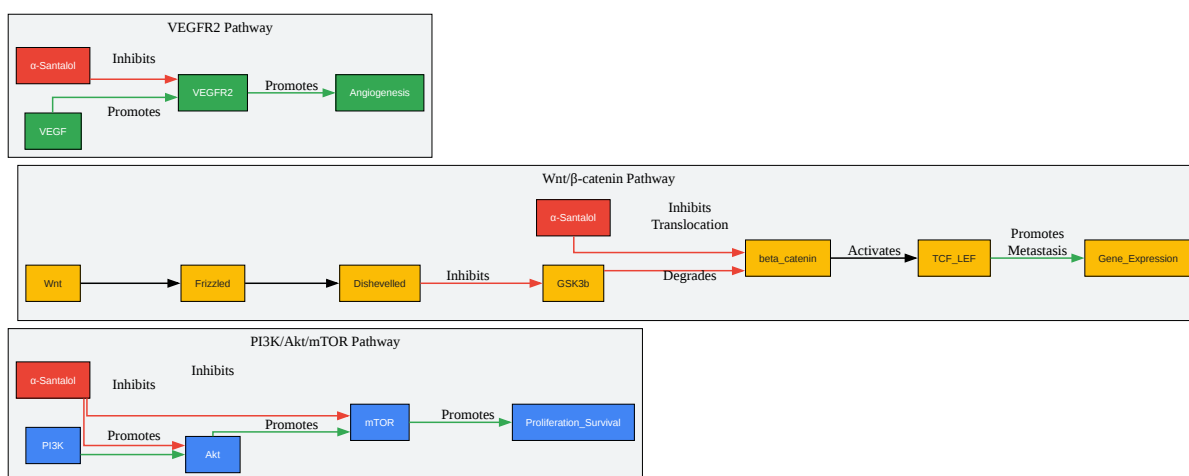 VEGFR2 Pathway
α-Santalol
Inhibits
VEGFR2
Promotes
Angiogenesis
Promotes
VEGF
Wnt/β-catenin Pathway
α-Santalol
Inhibits
Translocation
Wnt
Frizzled
Dishevelled
Inhibits
GSK3b
Degrades
beta_catenin
Activates
TCF_LEF
Promotes
Metastasis
Gene_Expression
PI3K/Akt/mTOR Pathway
α-Santalol
Inhibits
Inhibits
PI3K
Promotes
Akt
Promotes
mTOR
Promotes
Proliferation_Survival